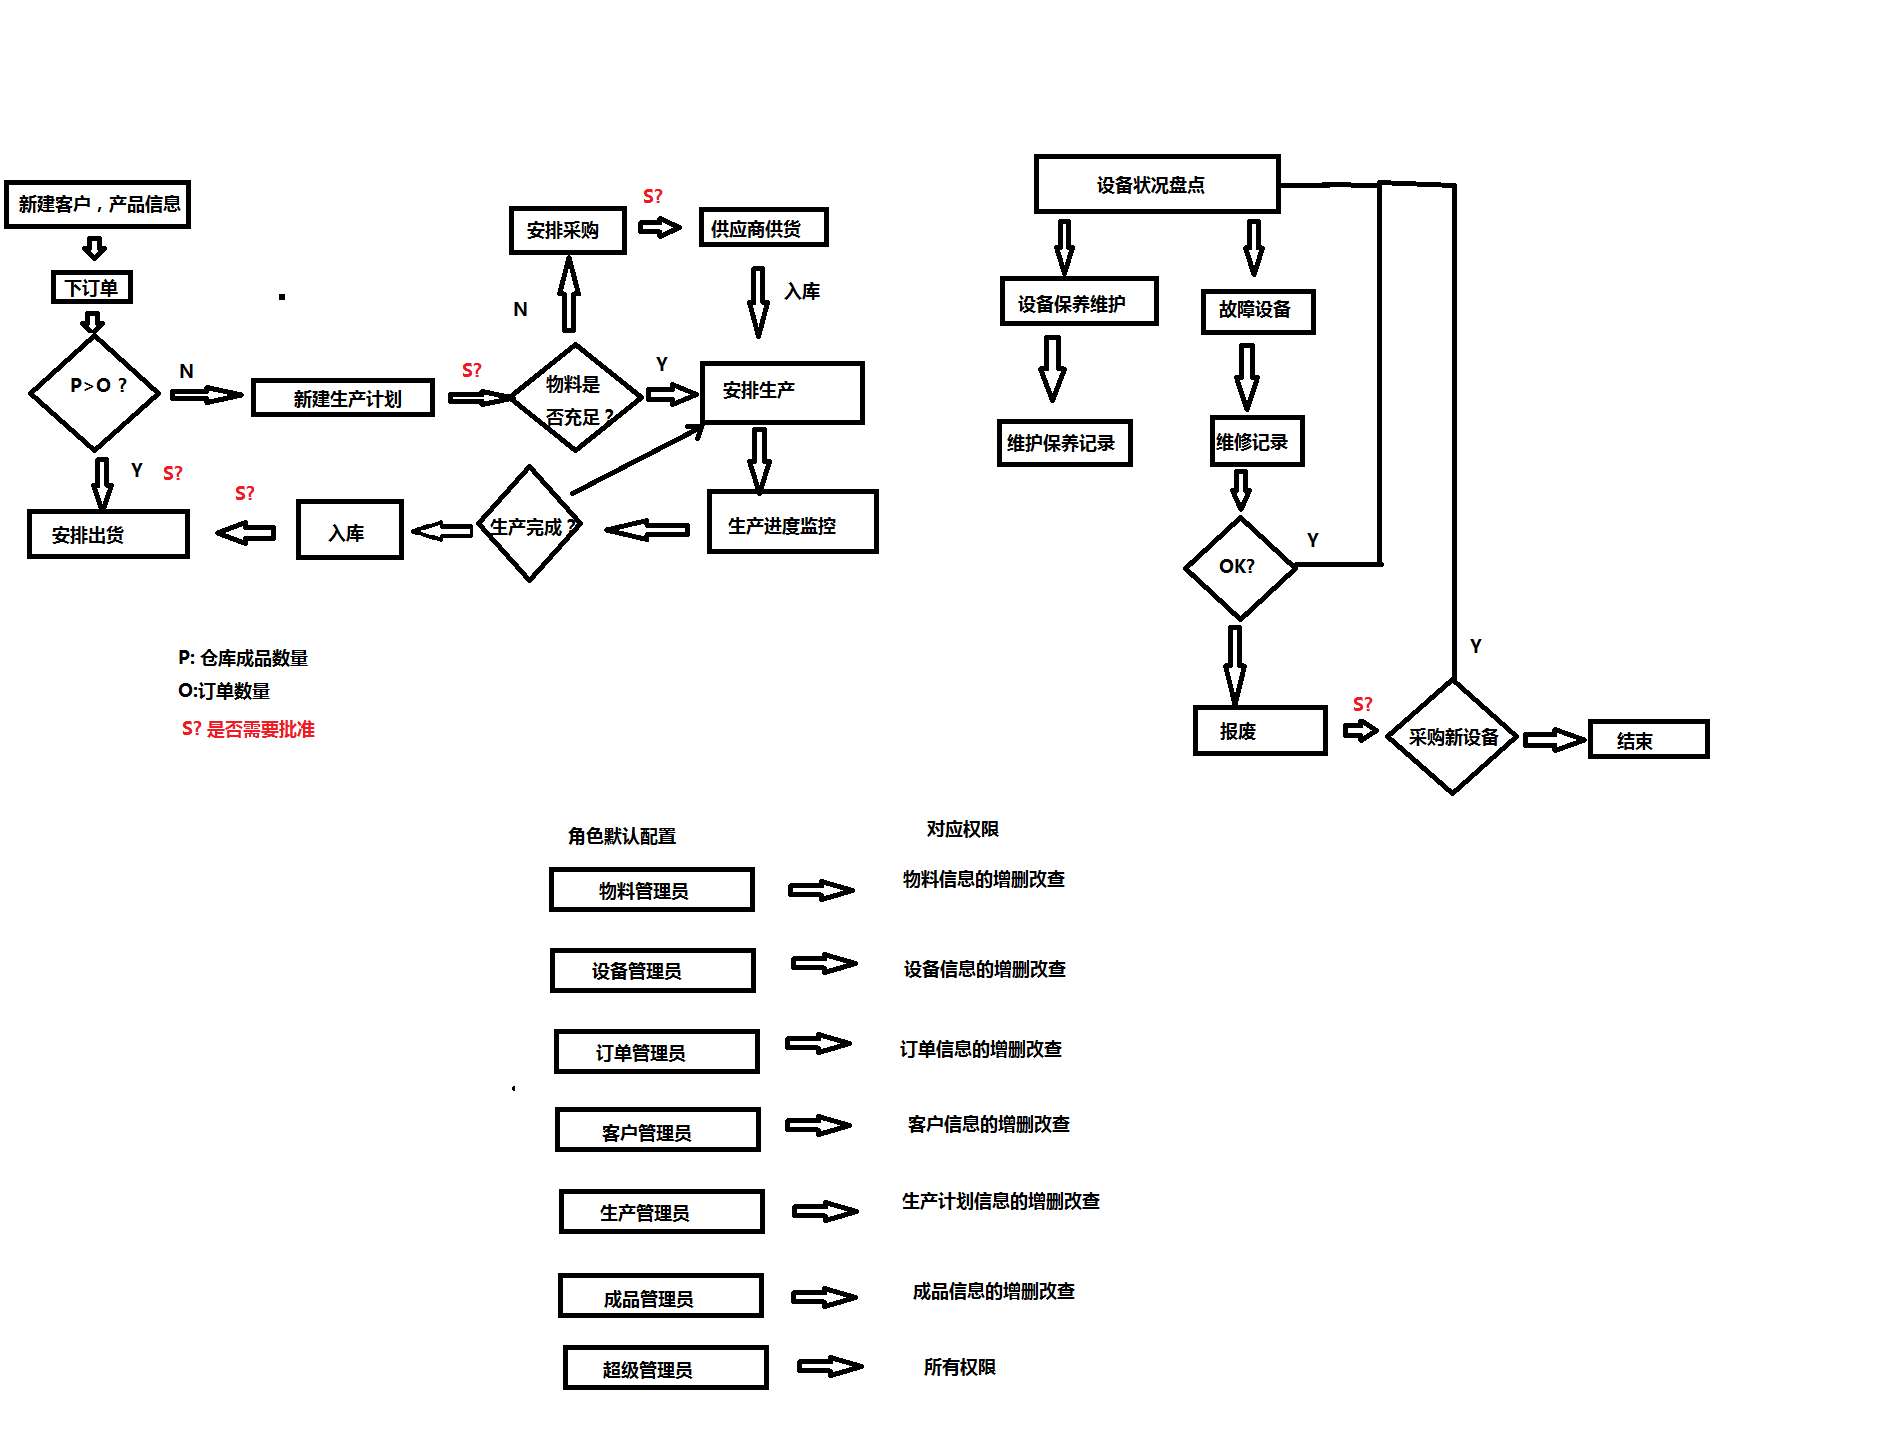 新建客户，产品信息
下订单
P>O？
N
新建生产计划
S?
物料是
否充足？
N
安排采购
S?
供应商供货
入库
Y
安排生产
生产进度监控
生产完成？
入库
S?
Y
S?
安排出货
P: 仓库成品数量
O:订单数量
S? 是否需要批准
设备状况盘点
设备保养维护
故障设备
维护保养记录
维修记录
OK?
Y
报废
S?
采购新设备
Y
结束
角色默认配置
对应权限
物料管理员
物料信息的增删改查
设备管理员
设备信息的增删改查
订单管理员
订单信息的增删改查
客户管理员
客户信息的增删改查
生产管理员
生产计划信息的增删改查
成品管理员
成品信息的增删改查
超级管理员
所有权限